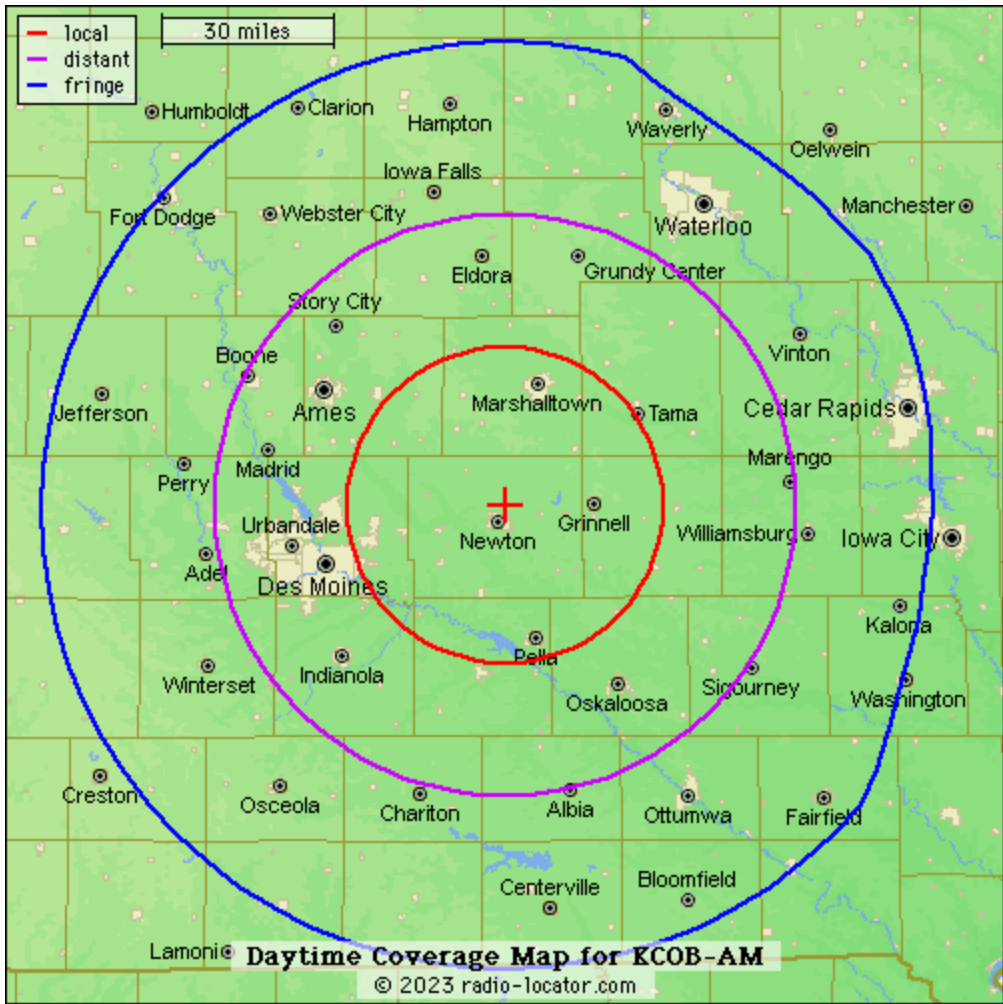 local
distant
fringe
30 miles
Humboldt
Clarion
Hampton
Waverly
Oelwein
Iowa Falls
Fort Dodge
Webster City
Waterloo
Manchester
Eldora
Grundy Center
Story City
Boone
Vinton
Jefferson
Ames
Marshalltown
Tama
Cedar Rapids
Perry
Madrid
Marengo
Urbandale
Newton
Grinnell
Williamsburg
Iowa City
Adel
Des Moines
Kalona
Winterset
Indianola
Pella
Oskaloosa
Sigourney
Washington
Creston
Osceola
Chariton
Albia
Ottumwa
Fairfield
Centerville
Bloomfield
Lamoni
Daytime Coverage Map for KCOB-AM
© 2023 radio-locator.com